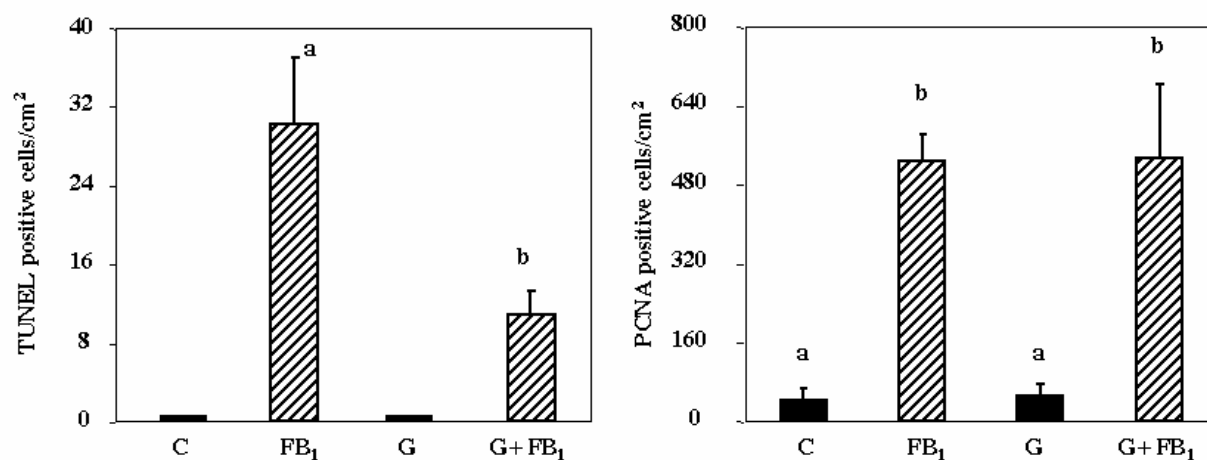 40
32
24
16
8
0
TUNEL positive cells/cm²
a
b
C FB₁ G G+FB₁
800
640
480
320
160
0
PCNA positive cells/cm²
a
b
a
b
C FB₁ G G+FB₁